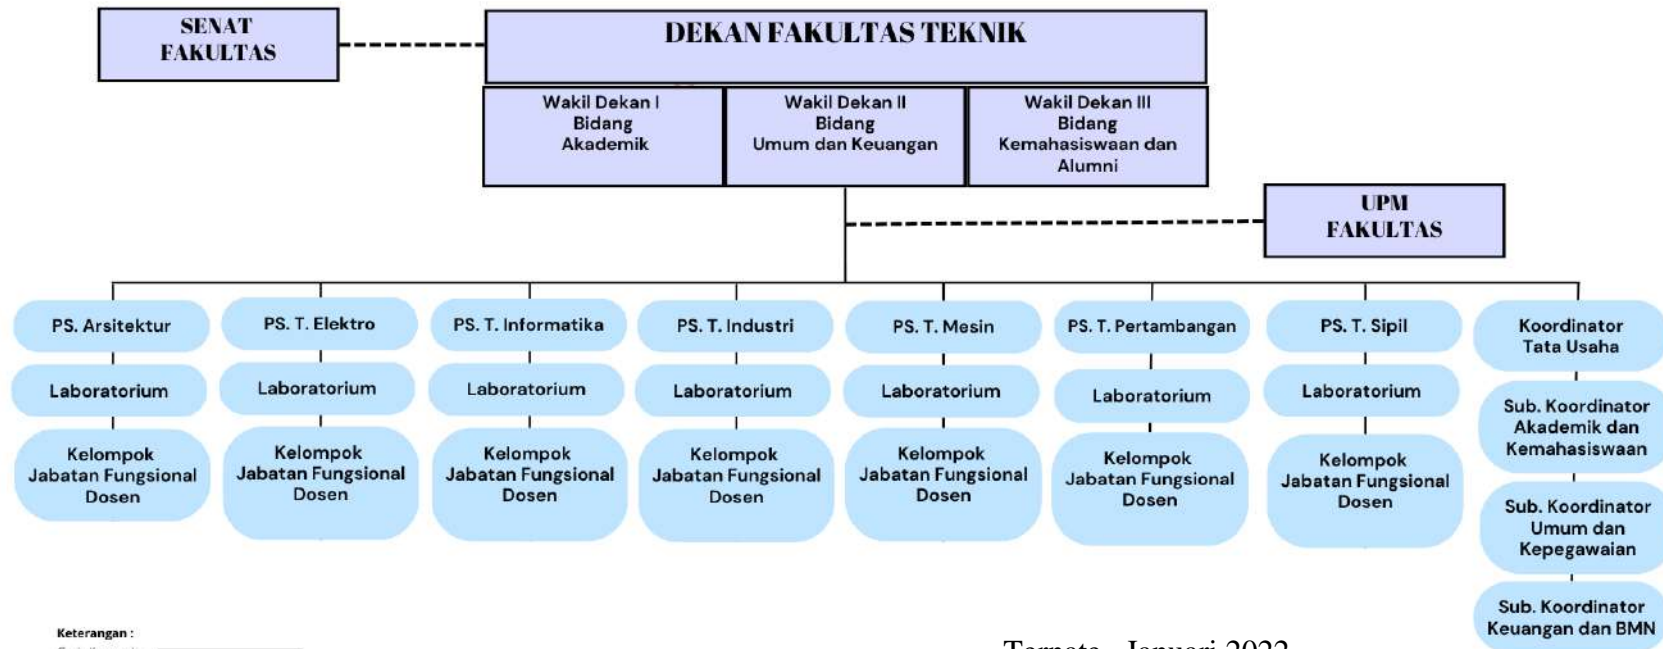 SENAT
FAKULTAS
DEKAN FAKULTAS TEKNIK
Wakil Dekan I
Bidang
Akademik
Wakil Dekan II
Bidang
Umum dan Keuangan
Wakil Dekan III
Bidang
Kemahasiswaan dan
Alumni
UPM
FAKULTAS
PS. Arsitektur
PS. T. Elektro
PS. T. Informatika
PS. T. Industri
PS. T. Mesin
PS. T. Pertambangan
PS. T. Sipil
Koordinator
Tata Usaha
Laboratorium
Laboratorium
Laboratorium
Laboratorium
Laboratorium
Laboratorium
Laboratorium
Sub. Koordinator
Akademik dan
Kemahasiswaan
Kelompok
Jabatan Fungsional
Dosen
Kelompok
Jabatan Fungsional
Dosen
Kelompok
Jabatan Fungsional
Dosen
Kelompok
Jabatan Fungsional
Dosen
Kelompok
Jabatan Fungsional
Dosen
Kelompok
Jabatan Fungsional
Dosen
Kelompok
Jabatan Fungsional
Dosen
Sub. Koordinator
Umum dan
Kepegawaian
Sub. Koordinator
Keuangan dan BMN
Keterangan :